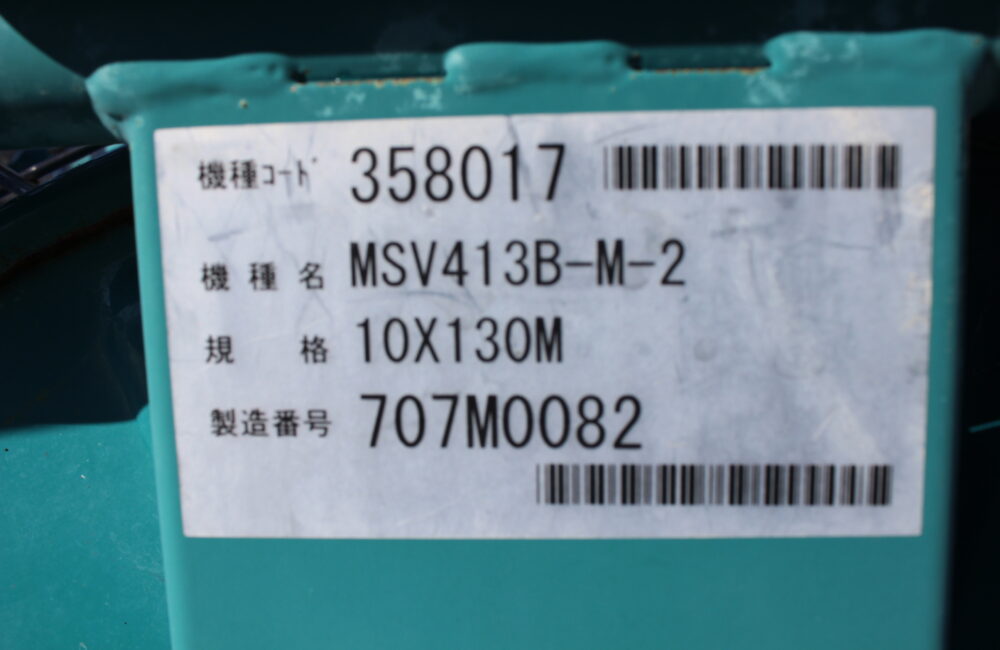 機種ｺｰﾄﾞ 358017
機種名 MSV413B-M-2
規格 10X130M
製造番号 707M0082